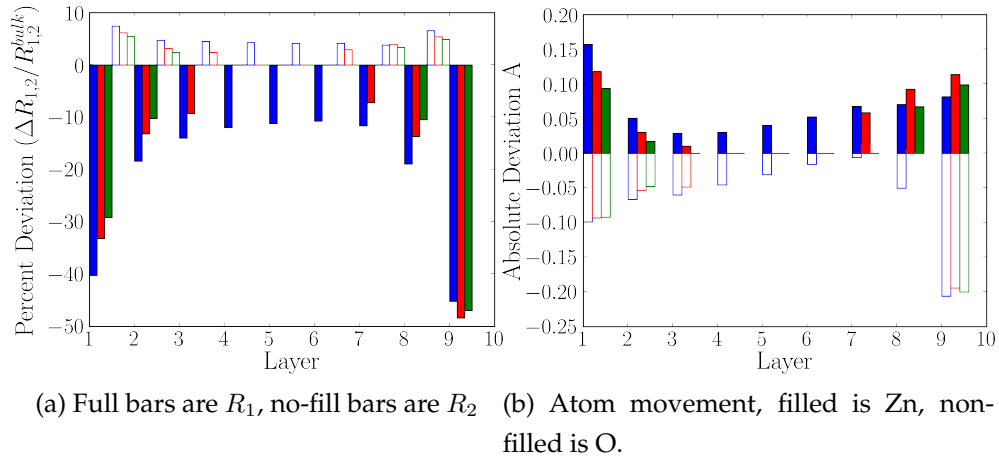 Percent Deviation (ΔR₁,₂/R₁,₂ᵇᵘˡᵏ)
10
0
−10
−20
−30
−40
−50
1 2 3 4 5 6 7 8 9 10
Layer
Absolute Deviation A
0.20
0.15
0.10
0.05
0.00
−0.05
−0.10
−0.15
−0.20
−0.25
1 2 3 4 5 6 7 8 9 10
Layer
(a) Full bars are R₁, no-fill bars are R₂
(b) Atom movement, filled is Zn, non-
filled is O.